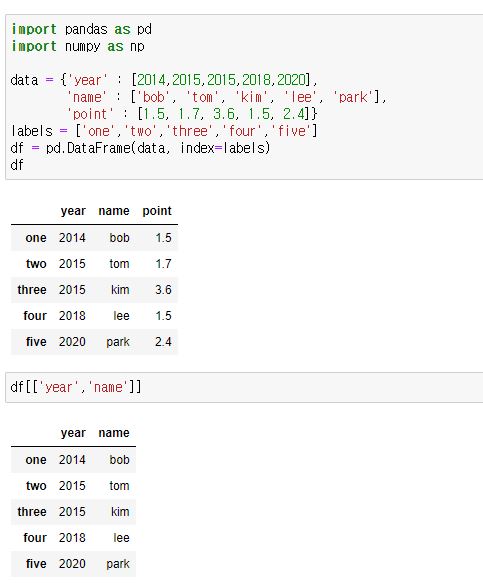 import pandas as pd
import numpy as np
data = {'year' : [2014,2015,2015,2018,2020],
'name' : ['bob', 'tom', 'kim', 'lee', 'park'],
'point' : [1.5, 1.7, 3.6, 1.5, 2.4]}
labels = ['one','two','three','four','five']
df = pd.DataFrame(data, index=labels)
df
year name point
one 2014 bob 1.5
two 2015 tom 1.7
three 2015 kim 3.6
four 2018 lee 1.5
five 2020 park 2.4
df[['year','name']]
year name
one 2014 bob
two 2015 tom
three 2015 kim
four 2018 lee
five 2020 park